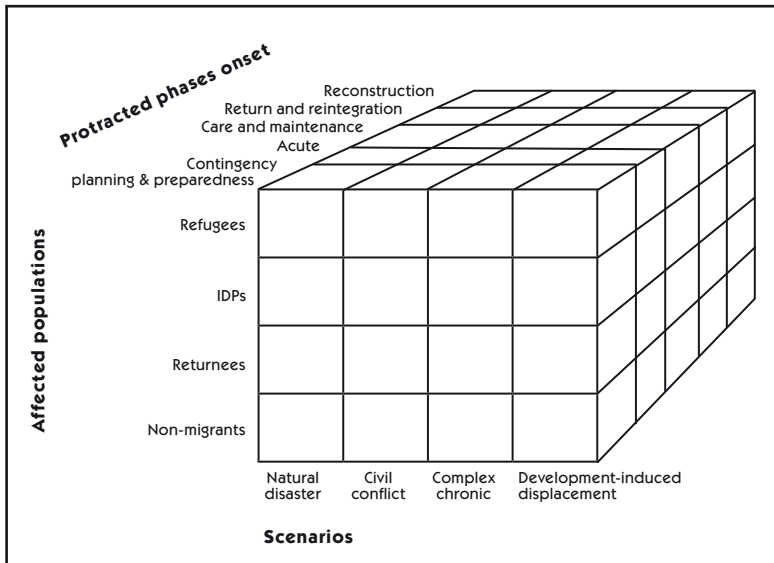 Protracted phases onset
Reconstruction
Return and reintegration
Care and maintenance
Acute
Contingency
planning & preparedness
Affected populations
Refugees
IDPs
Returnees
Non-migrants
Natural
disaster
Civil
conflict
Complex
chronic
Development-induced
displacement
Scenarios